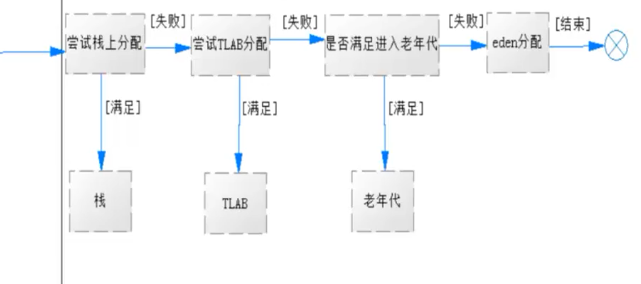 尝试栈上分配
[失败]
尝试TLAB分配
[失败]
是否满足进入老年代
[失败]
eden分配
[结束]
[满足]
[满足]
[满足]
栈
TLAB
老年代